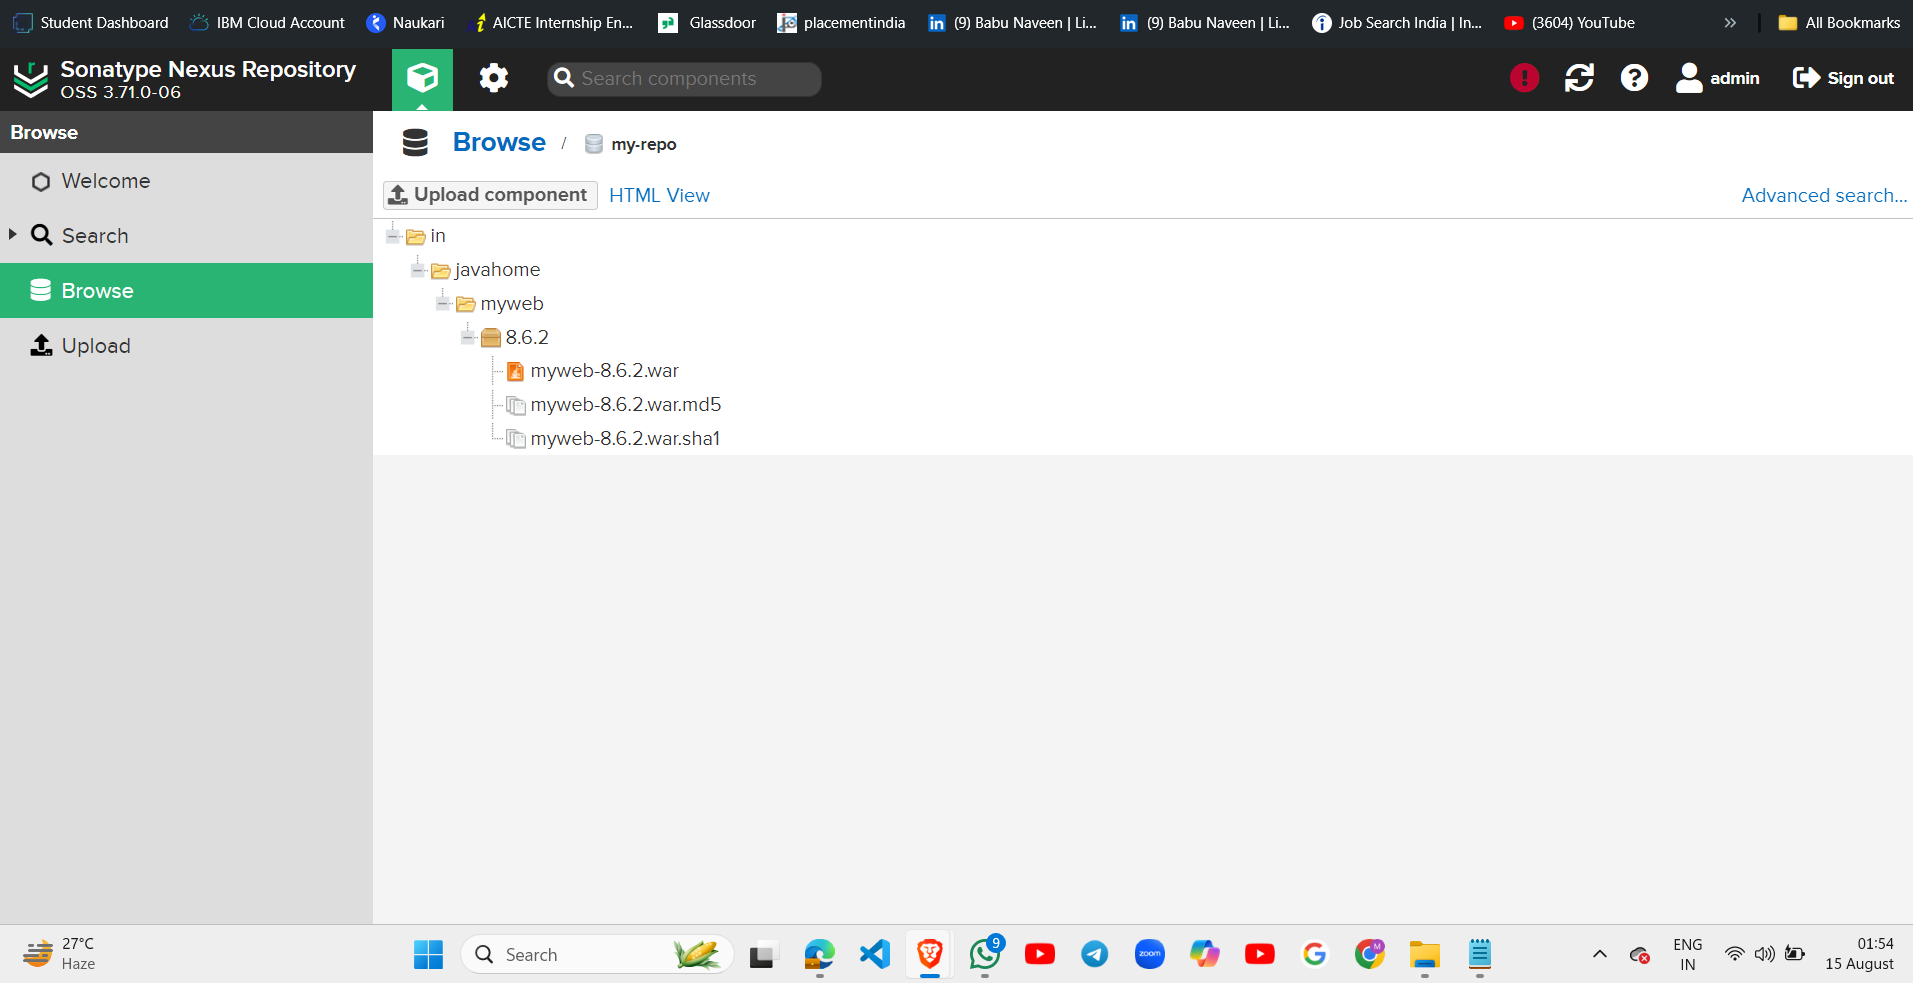 Student Dashboard IBM Cloud Account Naukari AICTE Internship En... Glassdoor placementindia (9) Babu Naveen | Li... (9) Babu Naveen | Li... Job Search India | In... (3604) YouTube » All Bookmarks
Sonatype Nexus Repository
OSS 3.71.0-06
Search components
admin Sign out
Browse
Browse / my-repo
Welcome
Upload component HTML View Advanced search...
Search
Browse
Upload
in
javahome
myweb
8.6.2
myweb-8.6.2.war
myweb-8.6.2.war.md5
myweb-8.6.2.war.sha1
27°C
Haze
Search
9
zoom
M
ENG
IN
01:54
15 August